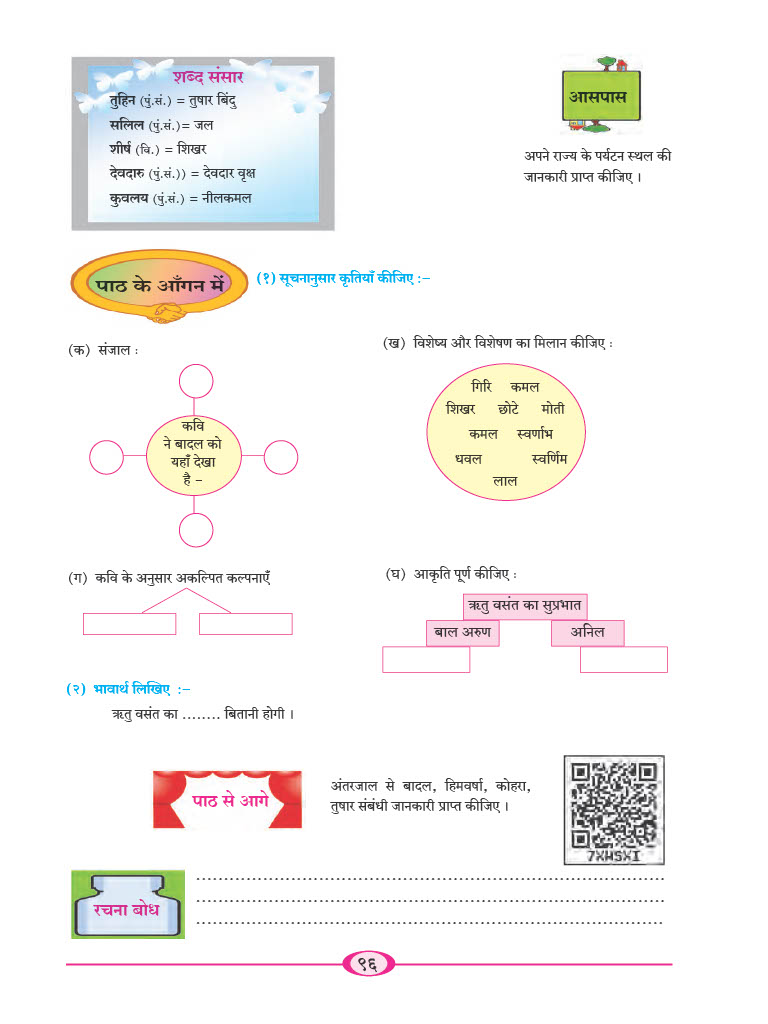 शब्द संसार
तुहिन (पुं.सं.) = तुषार बिंदु
सलिल (पुं.सं.)= जल
शीर्ष (वि.) = शिखर
देवदारु (पुं.सं.)) = देवदार वृक्ष
कुवलय (पुं.सं.) = नीलकमल
आसपास
अपने राज्य के पर्यटन स्थल की
जानकारी प्राप्त कीजिए ।
पाठ के आँगन में
(१) सूचनानुसार कृतियाँ कीजिए :–
(क) संजाल :
कवि
ने बादल को
यहाँ देखा
है –
(ख) विशेष्य और विशेषण का मिलान कीजिए :
गिरि कमल
शिखर छोटे मोती
कमल स्वर्णाभ
धवल स्वर्णिम
लाल
(ग) कवि के अनुसार अकल्पित कल्पनाएँ
(घ) आकृति पूर्ण कीजिए :
ऋतु वसंत का सुप्रभात
बाल अरुण अनिल
(२) भावार्थ लिखिए :–
ऋतु वसंत का ........ बितानी होगी ।
पाठ से आगे
अंतरजाल से बादल, हिमवर्षा, कोहरा,
तुषार संबंधी जानकारी प्राप्त कीजिए ।
7XHSXI
रचना बोध
९६